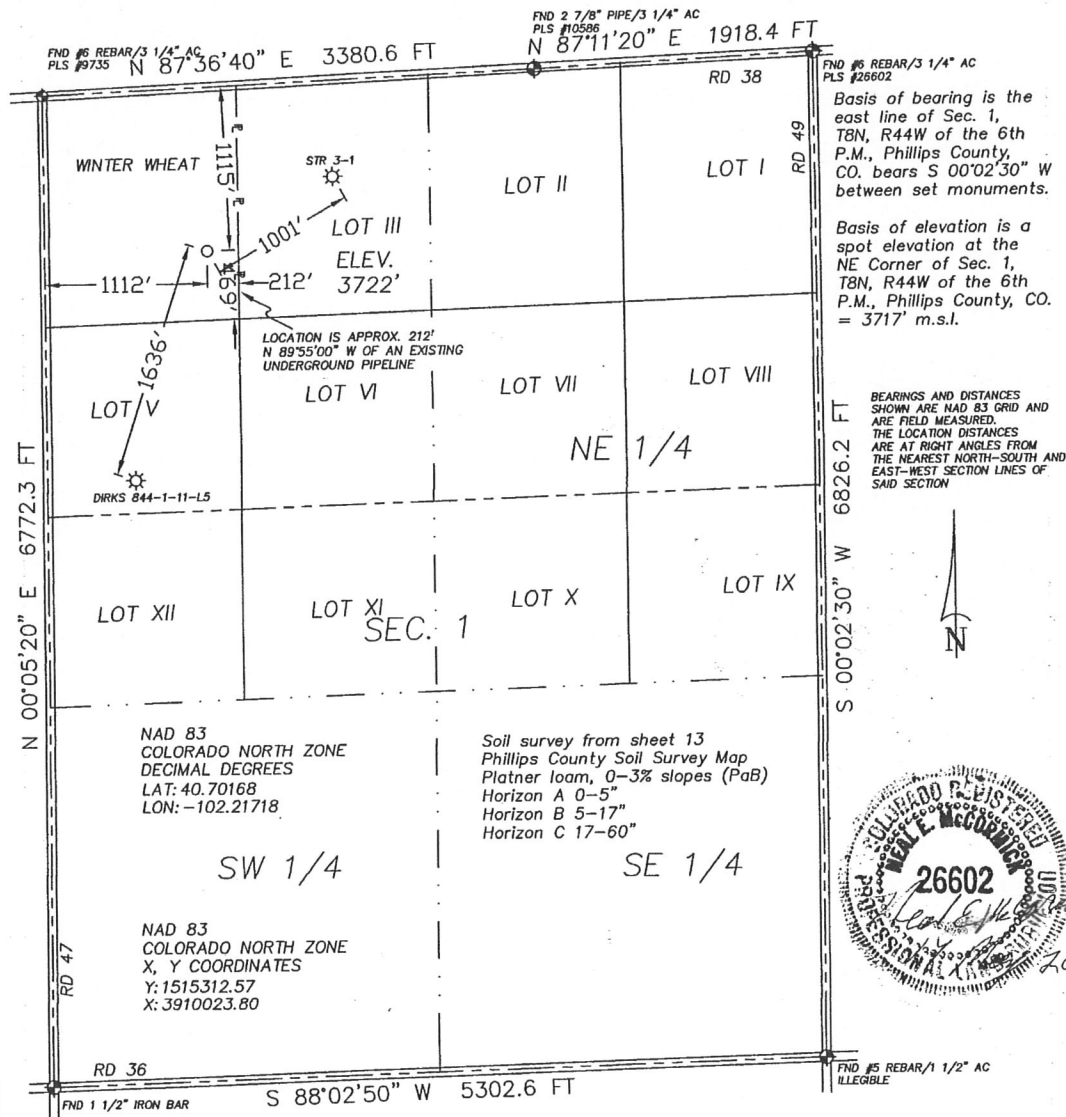 FND #6 REBAR/3 1/4" AC
PLS #9735
N 87°36'40" E 3380.6 FT
FND 2 7/8" PIPE/3 1/4" AC
PLS #10586
N 87°11'20" E 1918.4 FT
FND #6 REBAR/3 1/4" AC
PLS #26602
RD 38
RD 49
Basis of bearing is the
east line of Sec. 1,
T8N, R44W of the 6th
P.M., Phillips County,
CO. bears S 00°02'30" W
between set monuments.
Basis of elevation is a
spot elevation at the
NE Corner of Sec. 1,
T8N, R44W of the 6th
P.M., Phillips County, CO.
= 3717' m.s.l.
WINTER WHEAT
1115'
P
P
P
STR 3-1
1001'
LOT III
ELEV.
3722'
LOT II
LOT I
1112'
212'
469'
LOCATION IS APPROX. 212'
N 89°55'00" W OF AN EXISTING
UNDERGROUND PIPELINE
1636'
LOT V
LOT VI
LOT VII
LOT VIII
NE 1/4
DIRKS 844-1-11-L5
BEARINGS AND DISTANCES
SHOWN ARE NAD 83 GRID AND
ARE FIELD MEASURED.
THE LOCATION DISTANCES
ARE AT RIGHT ANGLES FROM
THE NEAREST NORTH-SOUTH AND
EAST-WEST SECTION LINES OF
SAID SECTION
N 00°05'20" E 6772.3 FT
S 00°02'30" W 6826.2 FT
N
LOT XII
LOT XI
LOT X
LOT IX
SEC. 1
NAD 83
COLORADO NORTH ZONE
DECIMAL DEGREES
LAT: 40.70168
LON: -102.21718
Soil survey from sheet 13
Phillips County Soil Survey Map
Platner loam, 0-3% slopes (PaB)
Horizon A 0-5"
Horizon B 5-17"
Horizon C 17-60"
SW 1/4
SE 1/4
NAD 83
COLORADO NORTH ZONE
X, Y COORDINATES
Y: 1515312.57
X: 3910023.80
COLORADO REGISTERED
NEAL E. McCORMICK
26602
PROFESSIONAL LAND SURVEYOR
RD 47
RD 36
FND 1 1/2" IRON BAR
S 88°02'50" W 5302.6 FT
FND #5 REBAR/1 1/2" AC
ILLEGIBLE